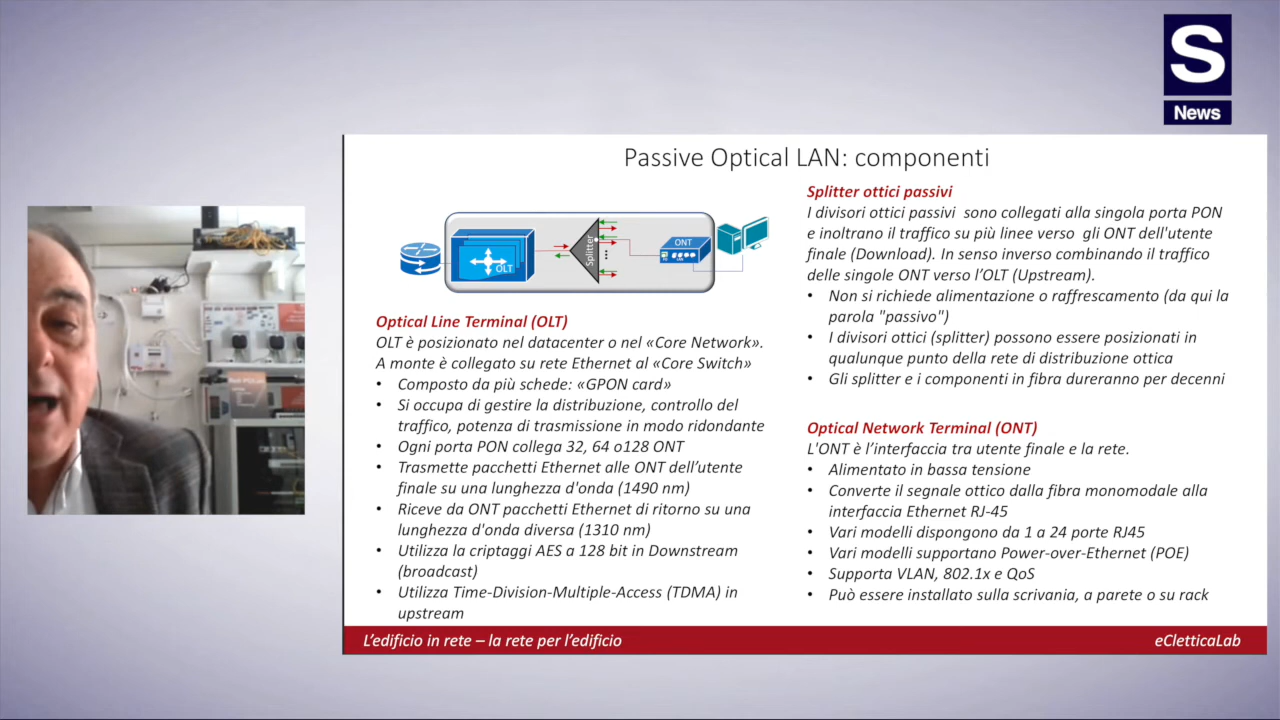 S
News
Passive Optical LAN: componenti
OLT
Splitter
ONT
Optical Line Terminal (OLT)
OLT è posizionato nel datacenter o nel «Core Network».
A monte è collegato su rete Ethernet al «Core Switch»
• Composto da più schede: «GPON card»
• Si occupa di gestire la distribuzione, controllo del
traffico, potenza di trasmissione in modo ridondante
• Ogni porta PON collega 32, 64 o128 ONT
• Trasmette pacchetti Ethernet alle ONT dell’utente
finale su una lunghezza d'onda (1490 nm)
• Riceve da ONT pacchetti Ethernet di ritorno su una
lunghezza d'onda diversa (1310 nm)
• Utilizza la criptaggi AES a 128 bit in Downstream
(broadcast)
• Utilizza Time-Division-Multiple-Access (TDMA) in
upstream
Splitter ottici passivi
I divisori ottici passivi sono collegati alla singola porta PON
e inoltrano il traffico su più linee verso gli ONT dell'utente
finale (Download). In senso inverso combinando il traffico
delle singole ONT verso l’OLT (Upstream).
• Non si richiede alimentazione o raffrescamento (da qui la
parola "passivo")
• I divisori ottici (splitter) possono essere posizionati in
qualunque punto della rete di distribuzione ottica
• Gli splitter e i componenti in fibra dureranno per decenni
Optical Network Terminal (ONT)
L'ONT è l’interfaccia tra utente finale e la rete.
• Alimentato in bassa tensione
• Converte il segnale ottico dalla fibra monomodale alla
interfaccia Ethernet RJ-45
• Vari modelli dispongono da 1 a 24 porte RJ45
• Vari modelli supportano Power-over-Ethernet (POE)
• Supporta VLAN, 802.1x e QoS
• Può essere installato sulla scrivania, a parete o su rack
L’edificio in rete – la rete per l’edificio
eCletticaLab